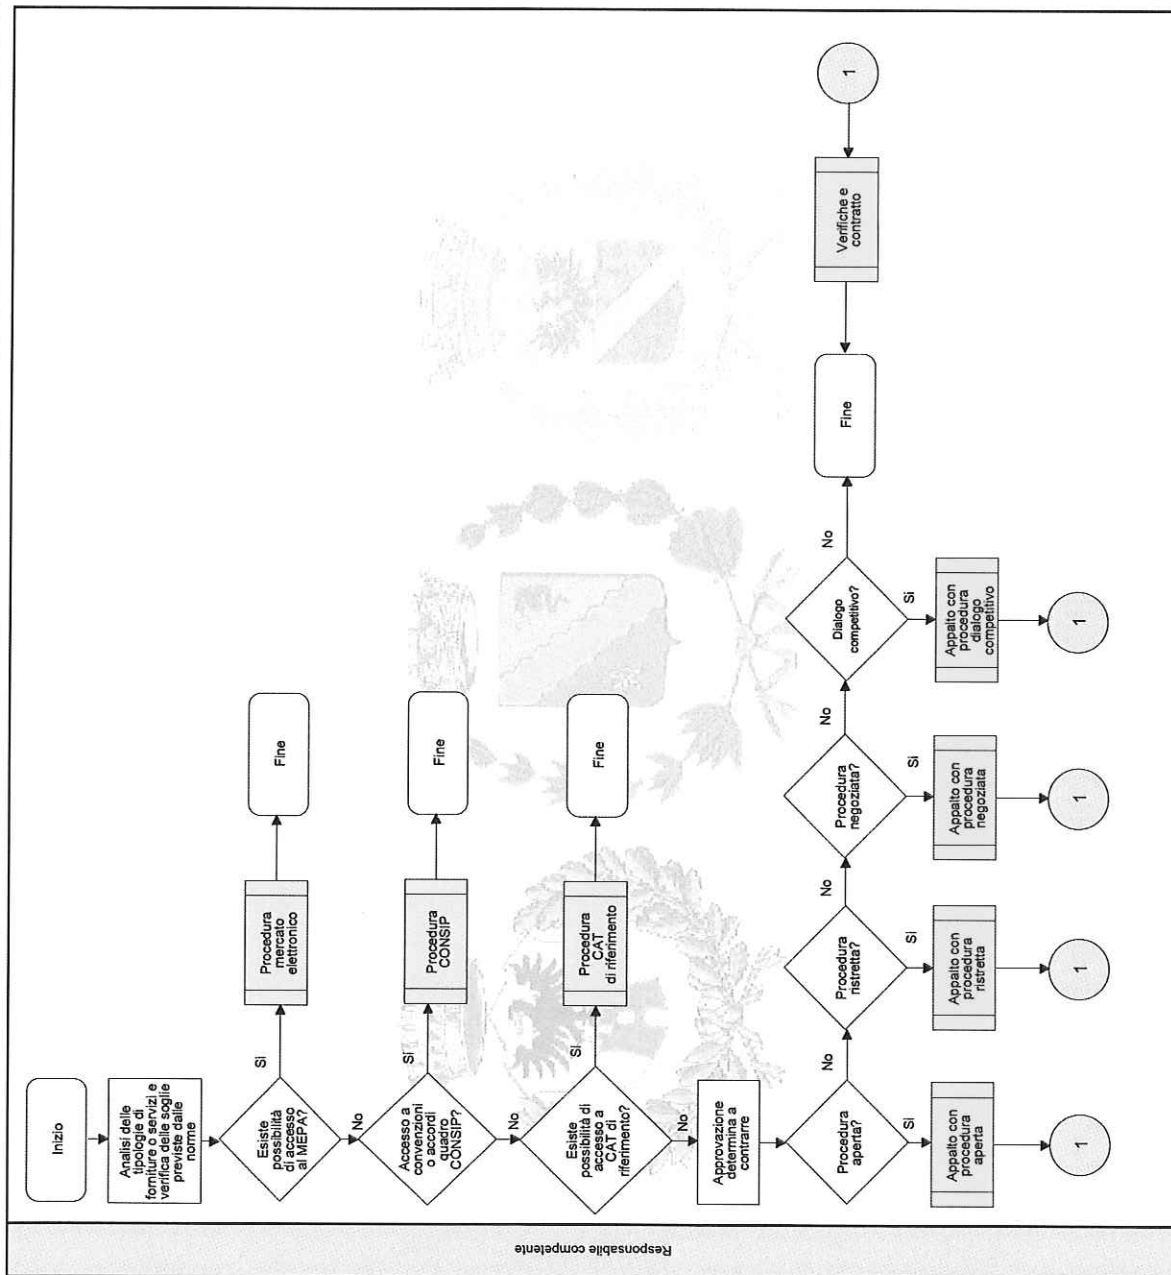 Responsabile competente
Inizio
Analisi delle
tipologie di
forniture o servizi e
verifica delle soglie
previste dalle
norme
Esiste
possibilità
di accesso
al MEPA?
Si
Procedura
mercato
elettronico
Fine
No
Accesso a
convenzioni
o accordi
quadro
CONSIP?
Si
Procedura
CONSIP
Fine
No
Esiste
possibilità di
accesso a
CAT di
riferimento?
Si
Procedura
CAT
di riferimento
Fine
No
Approvazione
determina a
contrarre
Procedura
aperta?
Si
Appalto con
procedura
aperta
1
No
Procedura
ristretta?
Si
Appalto con
procedura
ristretta
1
No
Procedura
negoziata?
Si
Appalto con
procedura
negoziata
1
No
Dialogo
competitivo?
Si
Appalto con
procedura
dialogo
competitivo
1
No
Fine
Verifiche e
contratto
1